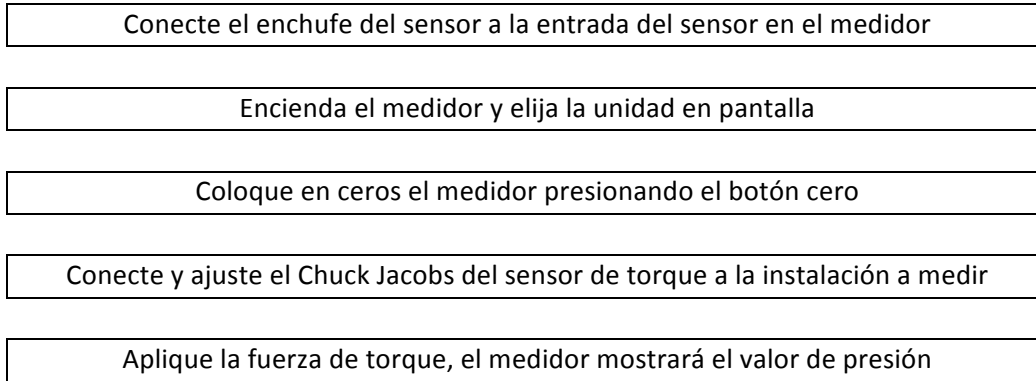 Conecte el enchufe del sensor a la entrada del sensor en el medidor
Encienda el medidor y elija la unidad en pantalla
Coloque en ceros el medidor presionando el botón cero
Conecte y ajuste el Chuck Jacobs del sensor de torque a la instalación a medir
Aplique la fuerza de torque, el medidor mostrará el valor de presión